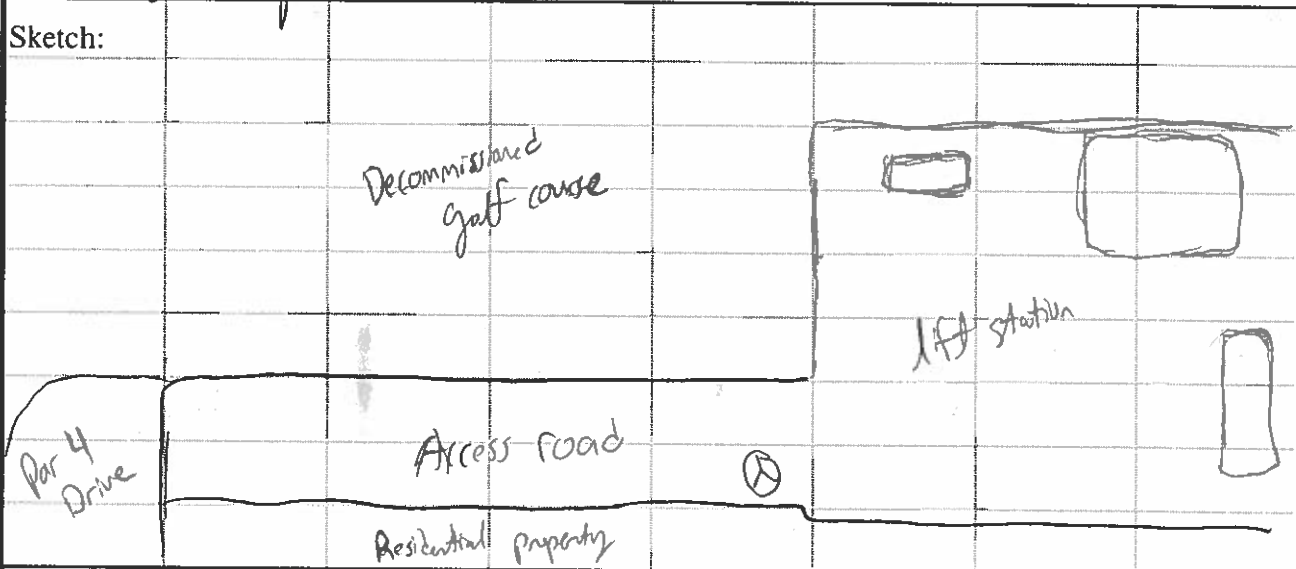 Sketch:
Decommissioned
golf course
lift station
Par 4
Drive
Access road
Residential property